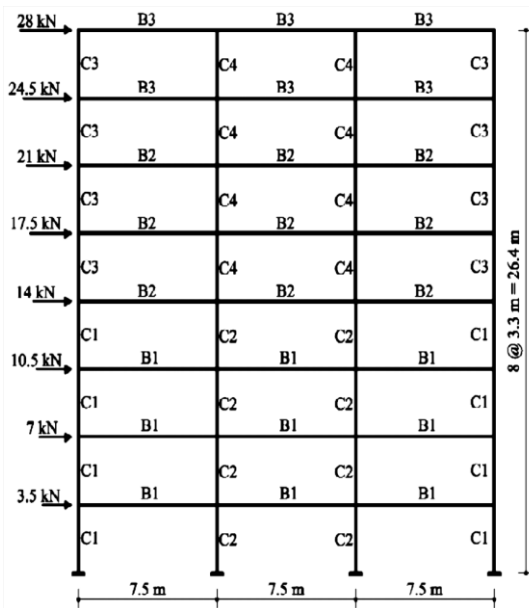 28 kN B3 B3 B3
C3 C4 C4 C3
24.5 kN B3 B3 B3
C3 C4 C4 C3
21 kN B2 B2 B2
C3 C4 C4 C3
17.5 kN B2 B2 B2
C3 C4 C4 C3
14 kN B2 B2 B2
C1 C2 C2 C1
10.5 kN B1 B1 B1
C1 C2 C2 C1
7 kN B1 B1 B1
C1 C2 C2 C1
3.5 kN B1 B1 B1
C1 C2 C2 C1
7.5 m 7.5 m 7.5 m
8 @ 3.3 m = 26.4 m